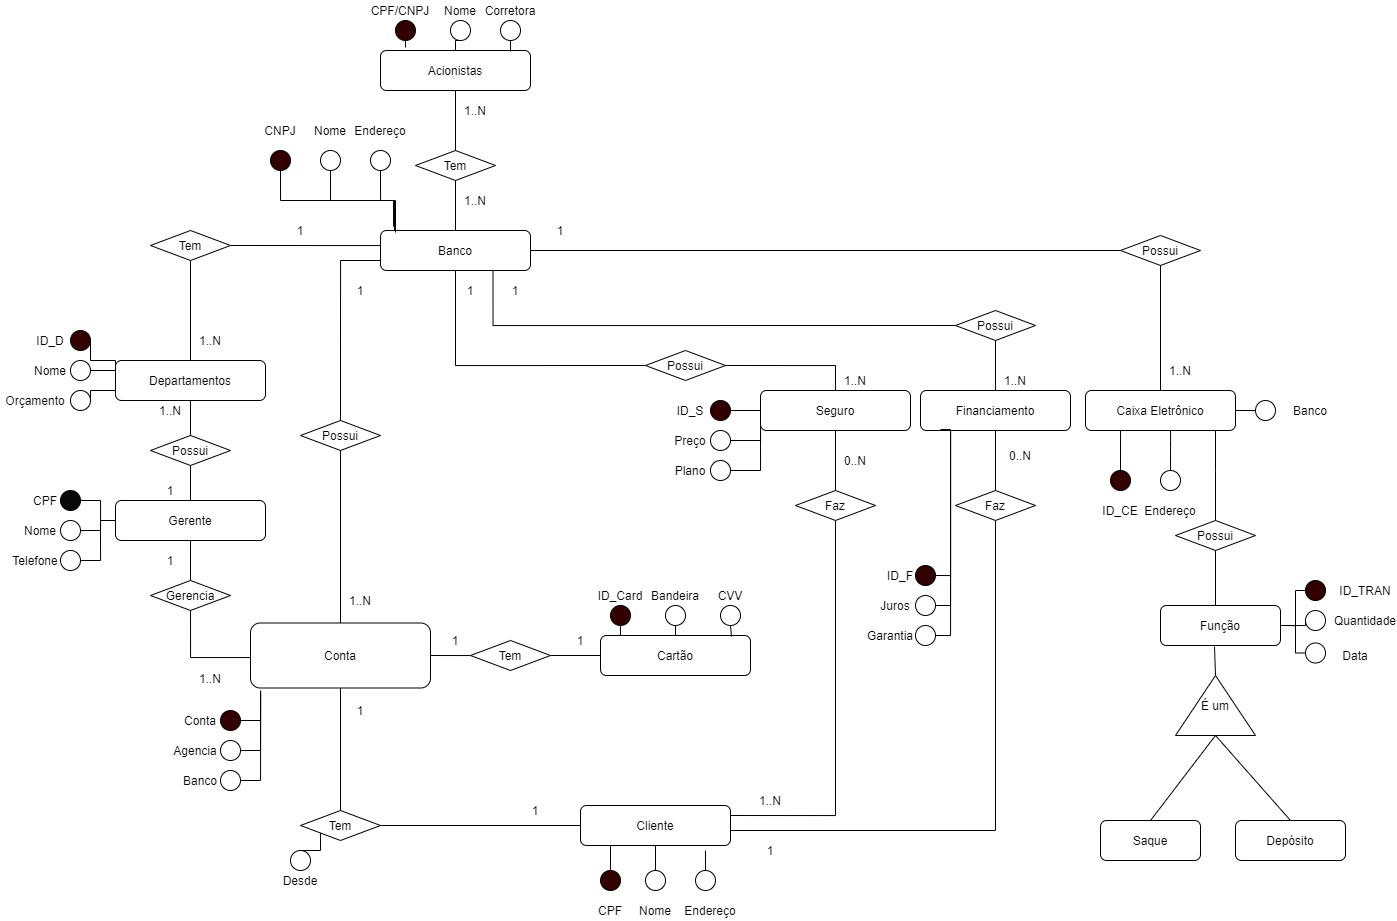 CPF/CNPJ Nome Corretora
Acionistas
1..N
CNPJ Nome Endereço
Tem
1..N
1
1
Tem
Banco
Possui
1
1
1
Possui
ID_D
1..N
Nome
Departamentos
Orçamento
1..N
Possui
1..N
1..N
1..N
ID_S
Seguro
Financiamento
Caixa Eletrônico
Banco
Preço
Plano
Possui
Possui
0..N
0..N
1
CPF
Gerente
Nome
Telefone
1
Faz
Faz
ID_CE Endereço
Possui
Gerencia
1..N
ID_Card Bandeira CVV
ID_F
Juros
Garantia
ID_TRAN
Função
Quantidade
Data
Conta
1
Tem
1
Cartão
1..N
1
É um
Conta
Agencia
Banco
1..N
1
Tem
Cliente
1
Desde
Saque
Depósito
CPF Nome Endereço